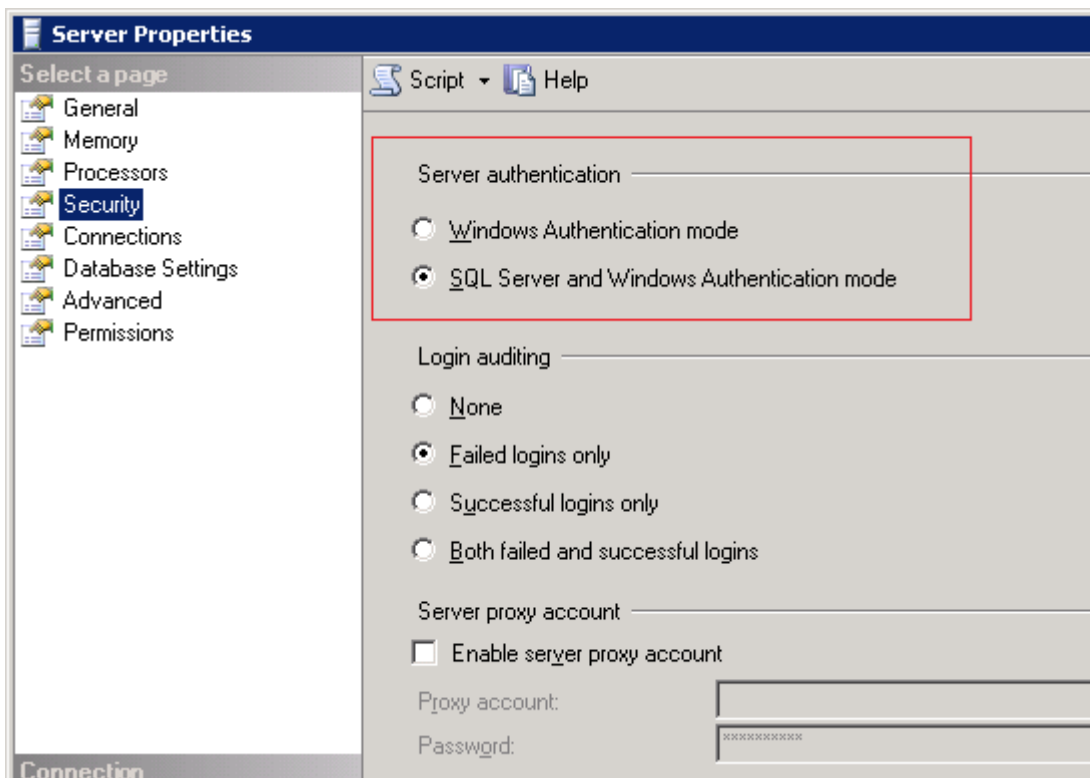 Server Properties
Select a page
General
Memory
Processors
Security
Connections
Database Settings
Advanced
Permissions
Connection
Script Help
Server authentication
Windows Authentication mode
SQL Server and Windows Authentication mode
Login auditing
None
Failed logins only
Successful logins only
Both failed and successful logins
Server proxy account
Enable server proxy account
Proxy account:
Password: **********